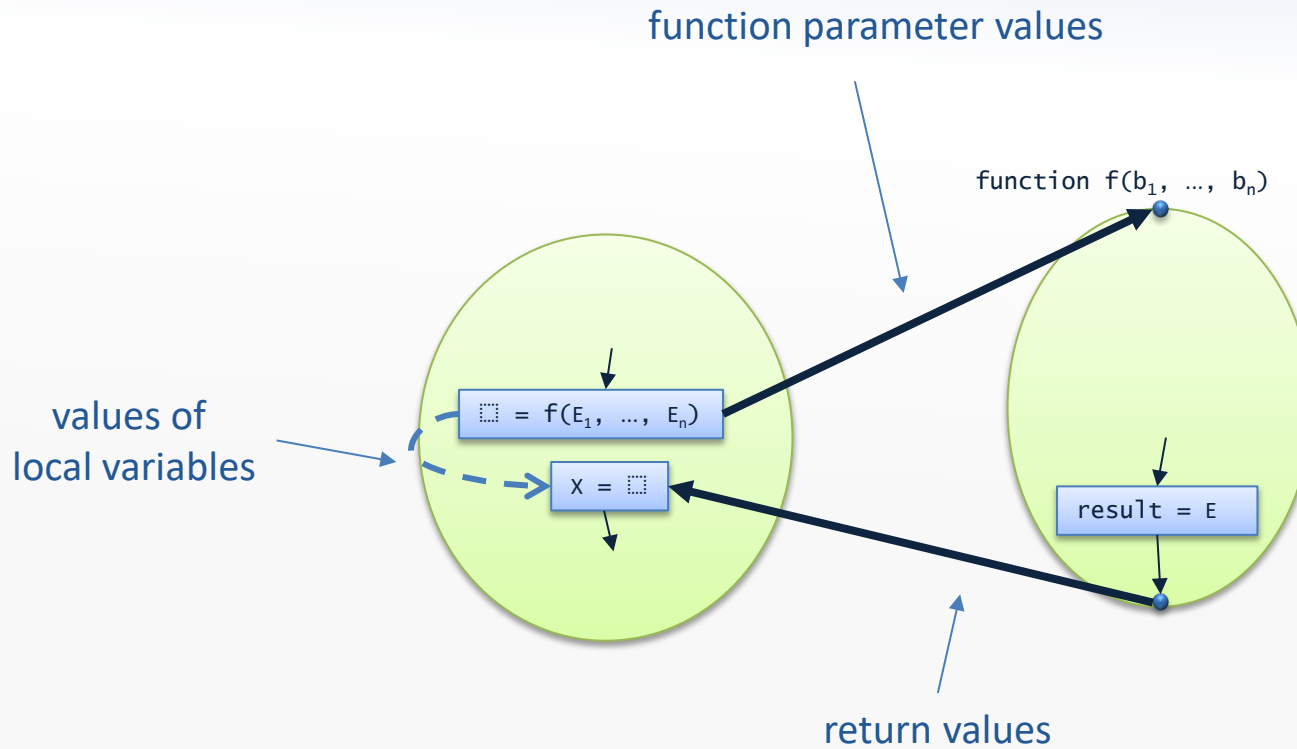 function parameter values
function f(b₁, …, bₙ)
values of
local variables
⬚ = f(E₁, …, Eₙ)
X = ⬚
result = E
return values